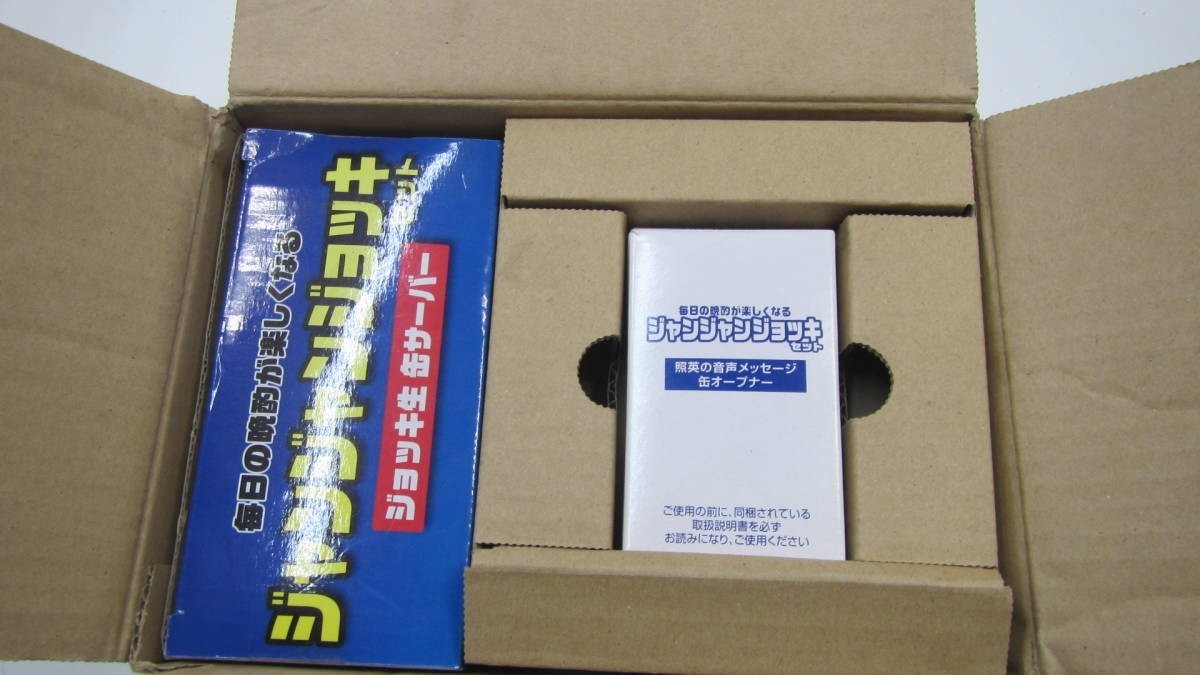 毎日の晩酌が楽しくなる
ジャンジャンジョッキ
セット
ジョッキ生 缶サーバー
毎日の晩酌が楽しくなる
ジャンジャンジョッキ
セット
照英の音声メッセージ
缶オープナー
ご使用の前に、同梱されている
取扱説明書を必ず
お読みになり、ご使用ください